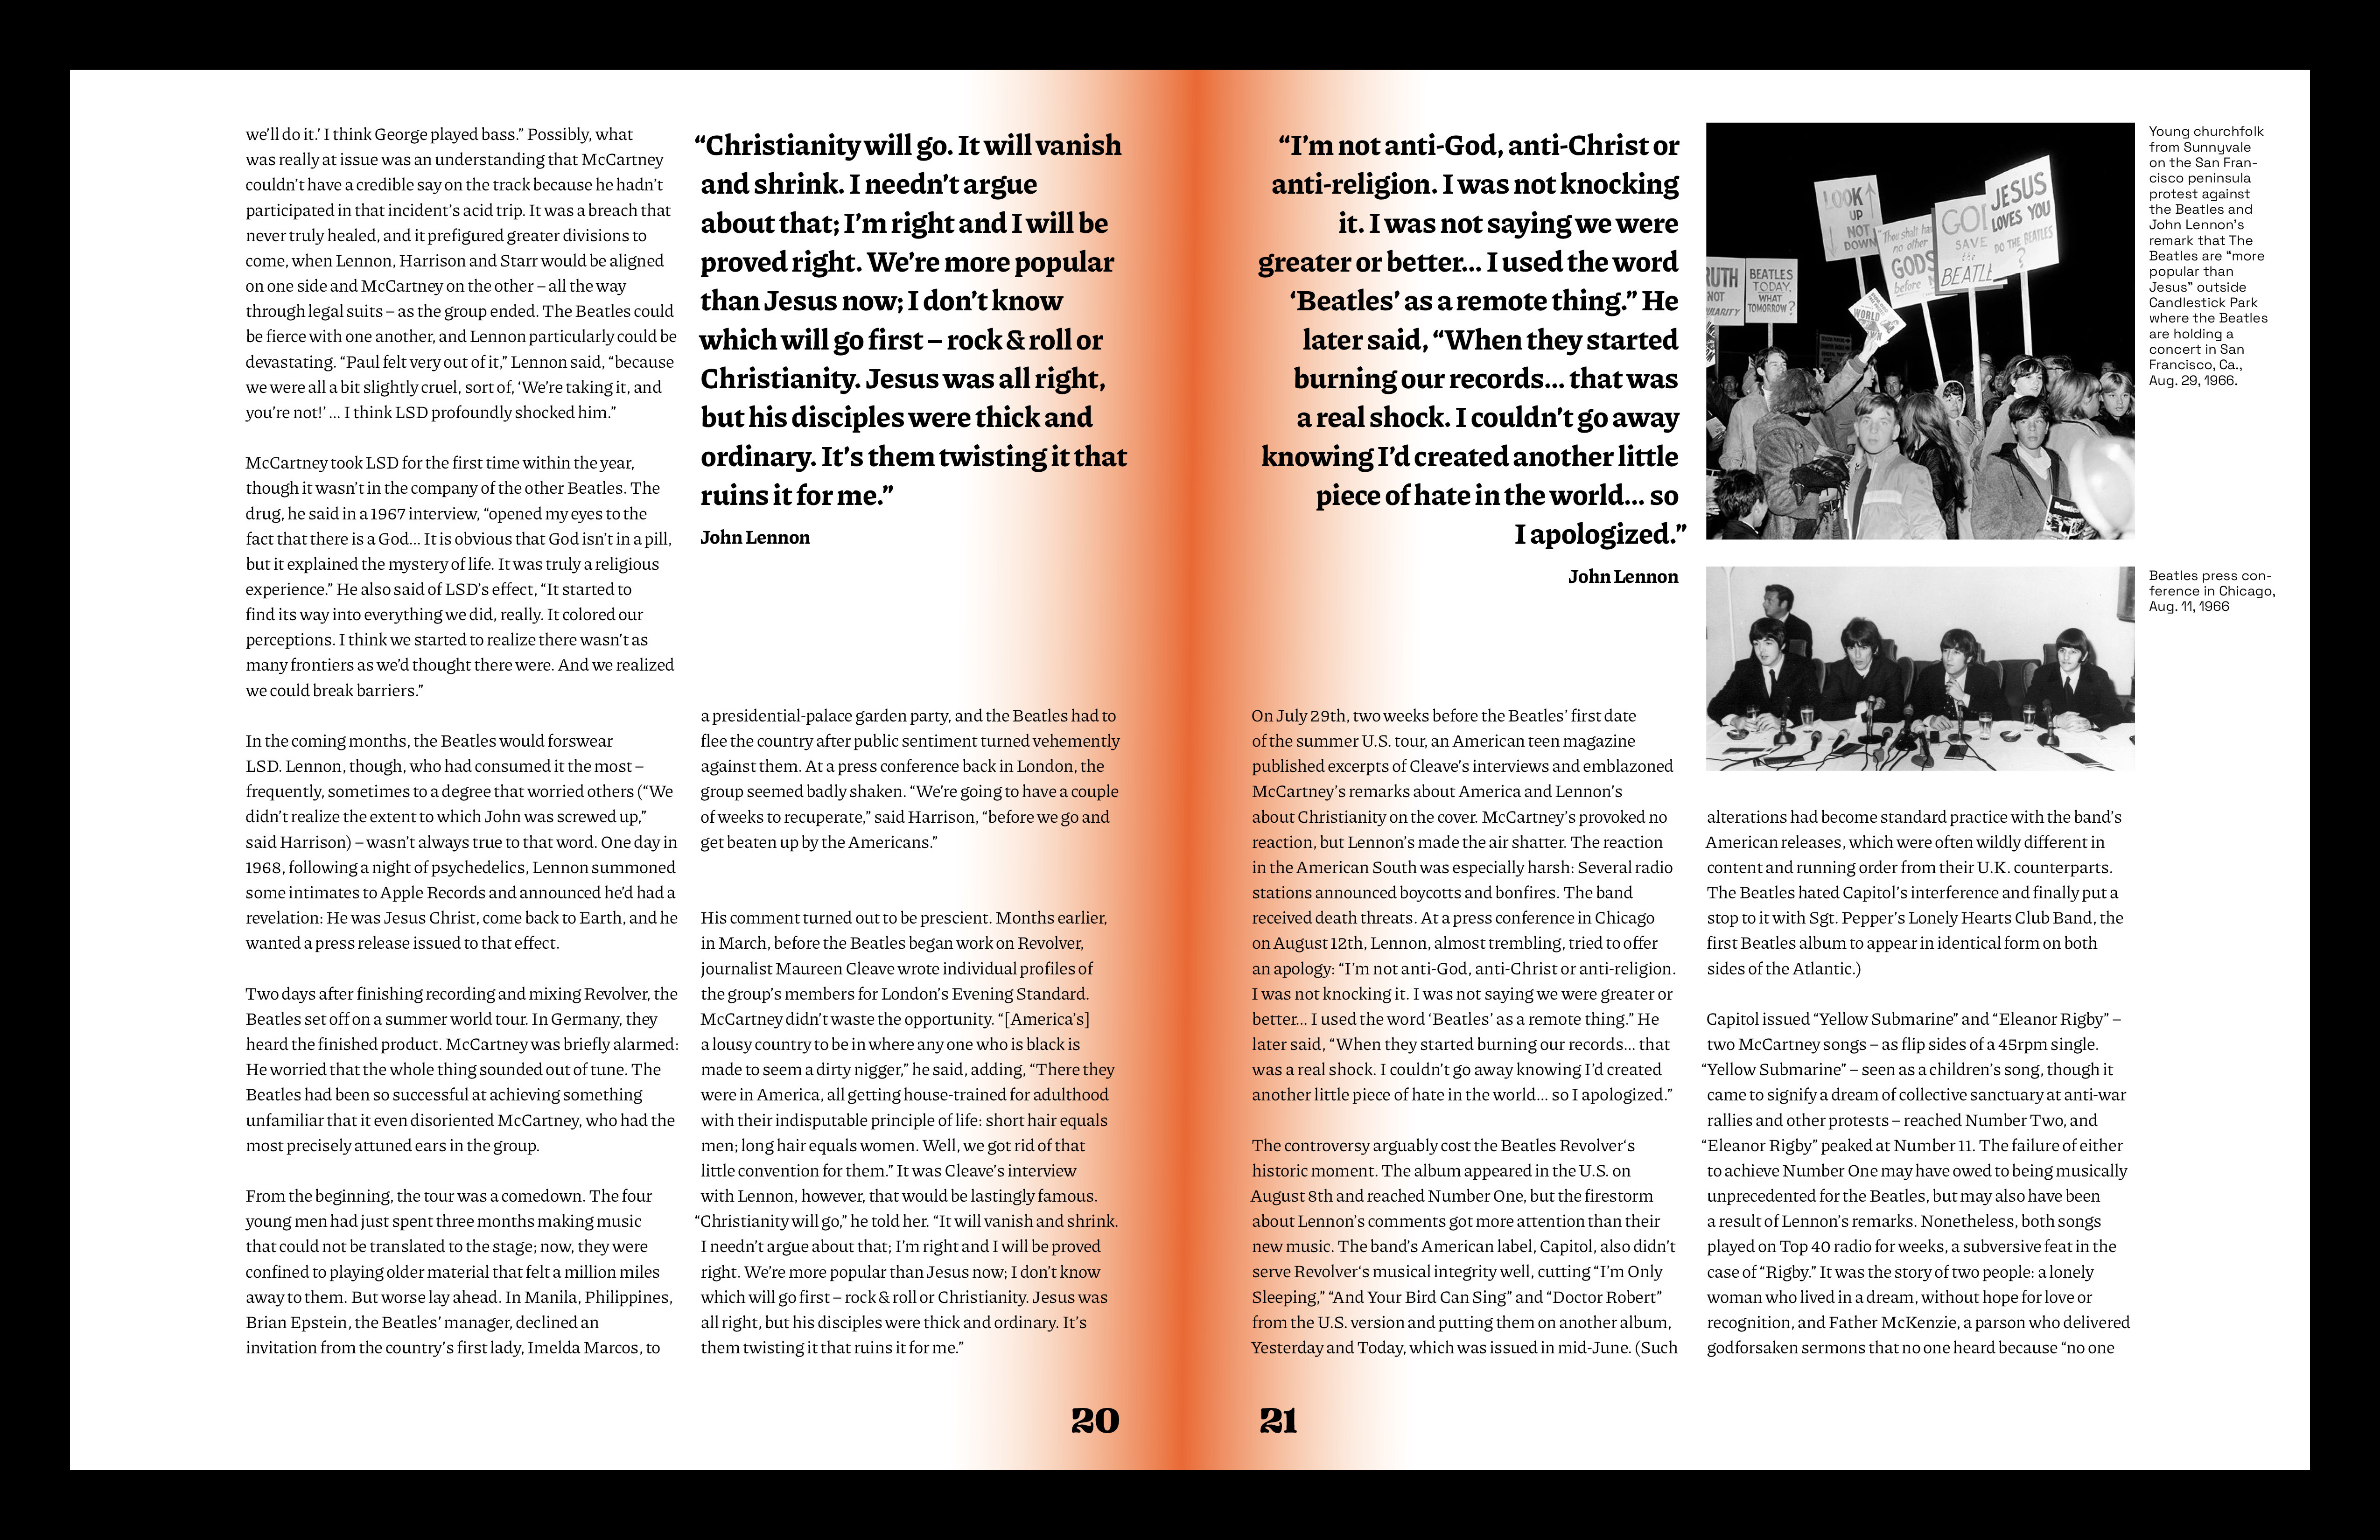 we'll do it.' I think George played bass.” Possibly, what
was really at issue was an understanding that McCartney
couldn't have a credible say on the track because he hadn't
participated in that incident's acid trip. It was a breach that
never truly healed, and it prefigured greater divisions to
come, when Lennon, Harrison and Starr would be aligned
on one side and McCartney on the other – all the way
through legal suits – as the group ended. The Beatles could
be fierce with one another, and Lennon particularly could be
devastating. “Paul felt very out of it,” Lennon said, “because
we were all a bit slightly cruel, sort of, ‘We're taking it, and
you're not!’ ... I think LSD profoundly shocked him.”

McCartney took LSD for the first time within the year,
though it wasn't in the company of the other Beatles. The
drug, he said in a 1967 interview, “opened my eyes to the
fact that there is a God... It is obvious that God isn't in a pill,
but it explained the mystery of life. It was truly a religious
experience.” He also said of LSD's effect, “It started to
find its way into everything we did, really. It colored our
perceptions. I think we started to realize there wasn't as
many frontiers as we'd thought there were. And we realized
we could break barriers.”

In the coming months, the Beatles would forswear
LSD. Lennon, though, who had consumed it the most –
frequently, sometimes to a degree that worried others (“We
didn't realize the extent to which John was screwed up,”
said Harrison) – wasn't always true to that word. One day in
1968, following a night of psychedelics, Lennon summoned
some intimates to Apple Records and announced he'd had a
revelation: He was Jesus Christ, come back to Earth, and he
wanted a press release issued to that effect.

Two days after finishing recording and mixing Revolver, the
Beatles set off on a summer world tour. In Germany, they
heard the finished product. McCartney was briefly alarmed:
He worried that the whole thing sounded out of tune. The
Beatles had been so successful at achieving something
unfamiliar that it even disoriented McCartney, who had the
most precisely attuned ears in the group.

From the beginning, the tour was a comedown. The four
young men had just spent three months making music
that could not be translated to the stage; now, they were
confined to playing older material that felt a million miles
away to them. But worse lay ahead. In Manila, Philippines,
Brian Epstein, the Beatles' manager, declined an
invitation from the country's first lady, Imelda Marcos, to

“Christianity will go. It will vanish
and shrink. I needn't argue
about that; I'm right and I will be
proved right. We're more popular
than Jesus now; I don't know
which will go first – rock & roll or
Christianity. Jesus was all right,
but his disciples were thick and
ordinary. It's them twisting it that
ruins it for me.”
John Lennon

a presidential-palace garden party, and the Beatles had to
flee the country after public sentiment turned vehemently
against them. At a press conference back in London, the
group seemed badly shaken. “We're going to have a couple
of weeks to recuperate,” said Harrison, “before we go and
get beaten up by the Americans.”

His comment turned out to be prescient. Months earlier,
in March, before the Beatles began work on Revolver,
journalist Maureen Cleave wrote individual profiles of
the group's members for London's Evening Standard.
McCartney didn't waste the opportunity. “[America's]
a lousy country to be in where any one who is black is
made to seem a dirty nigger,” he said, adding, “There they
were in America, all getting house-trained for adulthood
with their indisputable principle of life: short hair equals
men; long hair equals women. Well, we got rid of that
little convention for them.” It was Cleave's interview
with Lennon, however, that would be lastingly famous.
“Christianity will go,” he told her. “It will vanish and shrink.
I needn't argue about that; I'm right and I will be proved
right. We're more popular than Jesus now; I don't know
which will go first – rock & roll or Christianity. Jesus was
all right, but his disciples were thick and ordinary. It's
them twisting it that ruins it for me.”

20

“I'm not anti-God, anti-Christ or
anti-religion. I was not knocking
it. I was not saying we were
greater or better... I used the word
‘Beatles’ as a remote thing.” He
later said, “When they started
burning our records... that was
a real shock. I couldn't go away
knowing I'd created another little
piece of hate in the world... so
I apologized.”
John Lennon

On July 29th, two weeks before the Beatles' first date
of the summer U.S. tour, an American teen magazine
published excerpts of Cleave's interviews and emblazoned
McCartney's remarks about America and Lennon's
about Christianity on the cover. McCartney's provoked no
reaction, but Lennon's made the air shatter. The reaction
in the American South was especially harsh: Several radio
stations announced boycotts and bonfires. The band
received death threats. At a press conference in Chicago
on August 12th, Lennon, almost trembling, tried to offer
an apology: “I'm not anti-God, anti-Christ or anti-religion.
I was not knocking it. I was not saying we were greater or
better... I used the word ‘Beatles’ as a remote thing.” He
later said, “When they started burning our records... that
was a real shock. I couldn't go away knowing I'd created
another little piece of hate in the world... so I apologized.”

The controversy arguably cost the Beatles Revolver‘s
historic moment. The album appeared in the U.S. on
August 8th and reached Number One, but the firestorm
about Lennon's comments got more attention than their
new music. The band's American label, Capitol, also didn't
serve Revolver‘s musical integrity well, cutting “I'm Only
Sleeping,” “And Your Bird Can Sing” and “Doctor Robert”
from the U.S. version and putting them on another album,
Yesterday and Today, which was issued in mid-June. (Such

LOOK
UP
NOT
DOWN
Thou shalt
no other
GODS
before
SAVE
the
JESUS
LOVES YOU
DO THE BEATLES
?
NOT
BEATLES
TODAY.
WHAT
TOMORROW?
WORLD

Young churchfolk
from Sunnyvale
on the San Fran-
cisco peninsula
protest against
the Beatles and
John Lennon's
remark that The
Beatles are “more
popular than
Jesus” outside
Candlestick Park
where the Beatles
are holding a
concert in San
Francisco, Ca.,
Aug. 29, 1966.

Beatles press con-
ference in Chicago,
Aug. 11, 1966

alterations had become standard practice with the band's
American releases, which were often wildly different in
content and running order from their U.K. counterparts.
The Beatles hated Capitol's interference and finally put a
stop to it with Sgt. Pepper's Lonely Hearts Club Band, the
first Beatles album to appear in identical form on both
sides of the Atlantic.)

Capitol issued “Yellow Submarine” and “Eleanor Rigby” –
two McCartney songs – as flip sides of a 45rpm single.
“Yellow Submarine” – seen as a children's song, though it
came to signify a dream of collective sanctuary at anti-war
rallies and other protests – reached Number Two, and
“Eleanor Rigby” peaked at Number 11. The failure of either
to achieve Number One may have owed to being musically
unprecedented for the Beatles, but may also have been
a result of Lennon's remarks. Nonetheless, both songs
played on Top 40 radio for weeks, a subversive feat in the
case of “Rigby.” It was the story of two people: a lonely
woman who lived in a dream, without hope for love or
recognition, and Father McKenzie, a parson who delivered
godforsaken sermons that no one heard because “no one

21